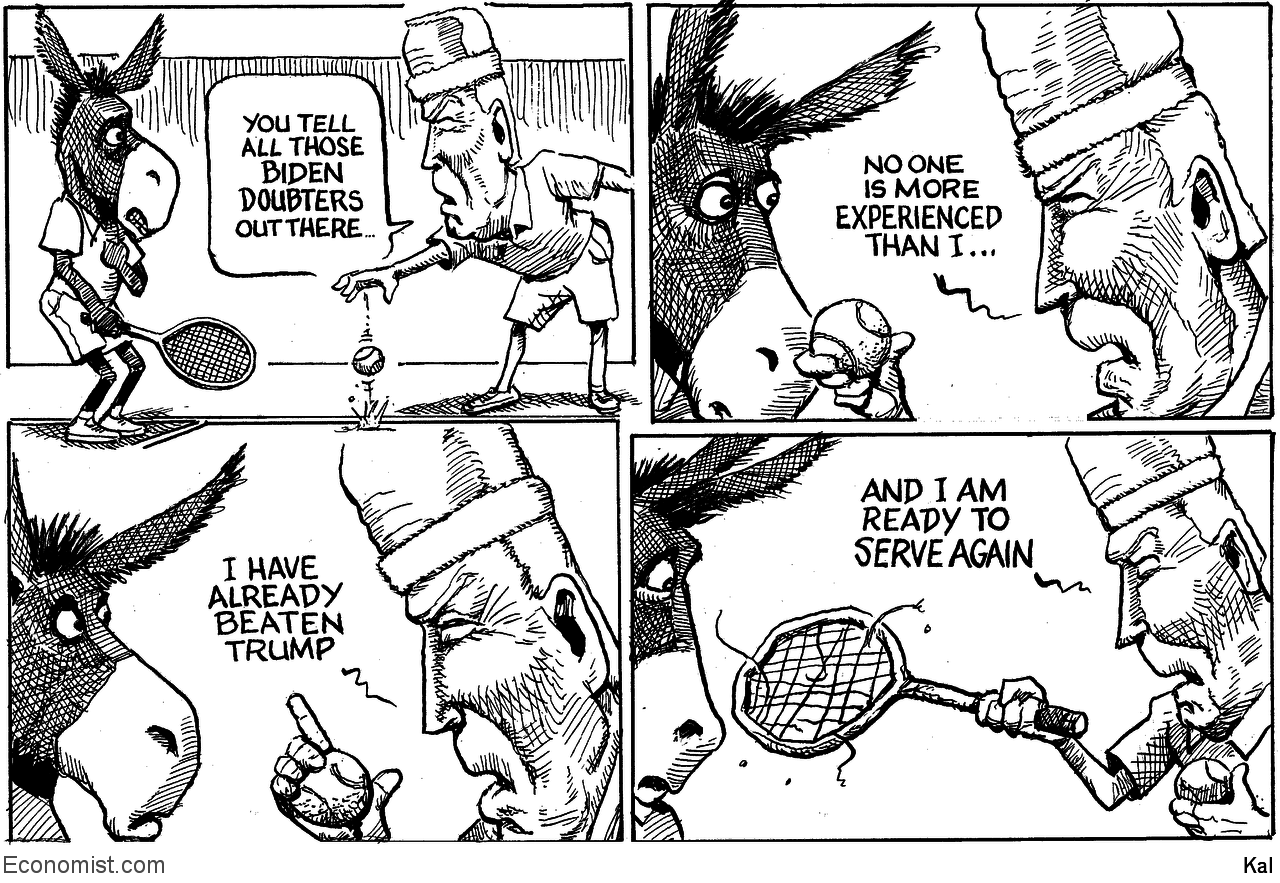 YOU TELL
ALL THOSE
BIDEN
DOUBTERS
OUT THERE...
NO ONE
IS MORE
EXPERIENCED
THAN I...
I HAVE
ALREADY
BEATEN
TRUMP
AND I AM
READY TO
SERVE AGAIN
Economist.com
Kal